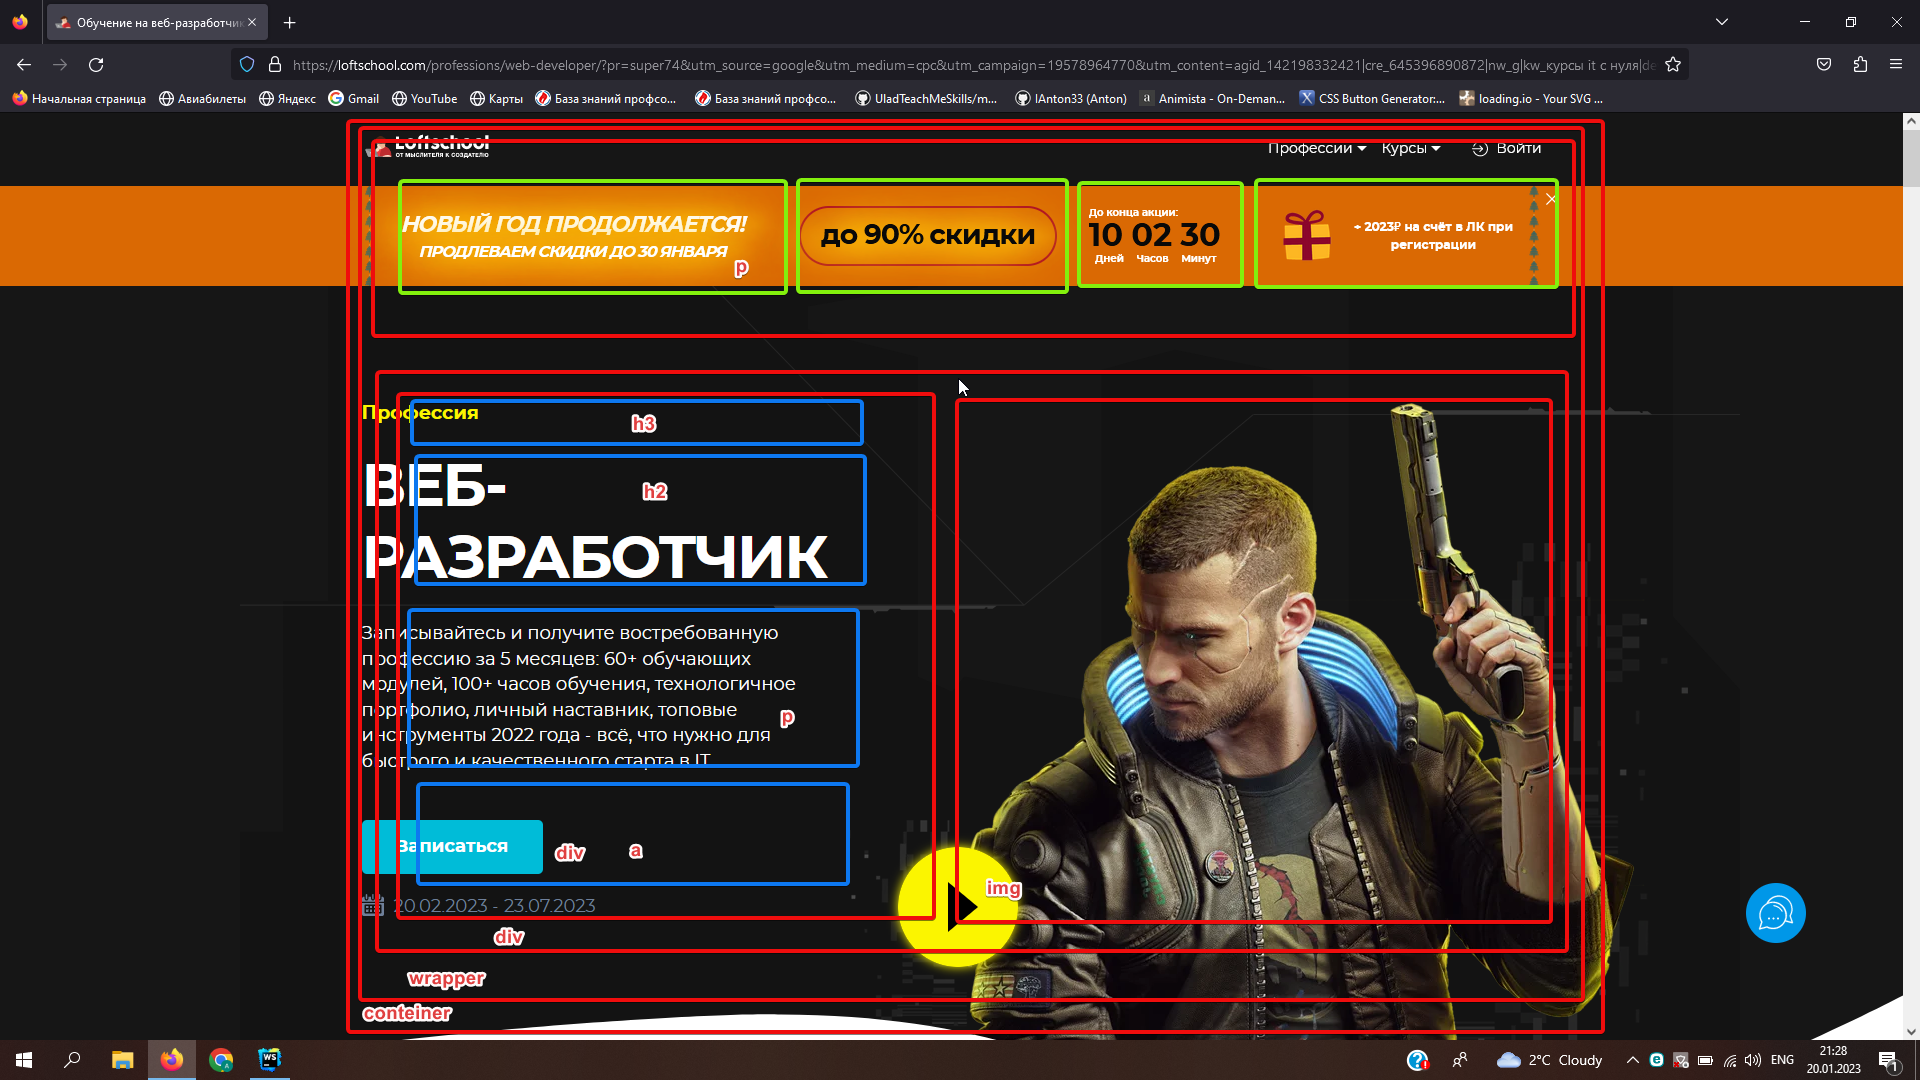 Обучение на веб-разработчик
https://loftschool.com/professions/web-developer/?pr=super74&utm_source=google&utm_medium=cpc&utm_campaign=19578964770&utm_content=agid_142198332421|cre_645396890872|nw_g|kw_курсы it с нуля|de
Начальная страница
Авиабилеты
Яндекс
Gmail
YouTube
Карты
База знаний профсо...
База знаний профсо...
UladTeachMeSkills/m...
IAnton33 (Anton)
Animista - On-Deman...
CSS Button Generator:...
loading.io - Your SVG ...
Loftschool
ОТ МЫСЛИТЕЛЯ К СОЗДАТЕЛЮ
Профессии
Курсы
Войти
НОВЫЙ ГОД ПРОДОЛЖАЕТСЯ!
ПРОДЛЕВАЕМ СКИДКИ ДО 30 ЯНВАРЯ
p
до 90% скидки
До конца акции:
10 02 30
Дней Часов Минут
+ 2023₽ на счёт в ЛК при
регистрации
Профессия
h3
ВЕБ-
h2
РАЗРАБОТЧИК
Записывайтесь и получите востребованную
профессию за 5 месяцев: 60+ обучающих
модулей, 100+ часов обучения, технологичное
портфолио, личный наставник, топовые
p
инструменты 2022 года - всё, что нужно для
быстрого и качественного старта в IT
Записаться
div
a
img
20.02.2023 - 23.07.2023
div
wrapper
conteiner
WS
2°C Cloudy
ENG
21:28
20.01.2023
1